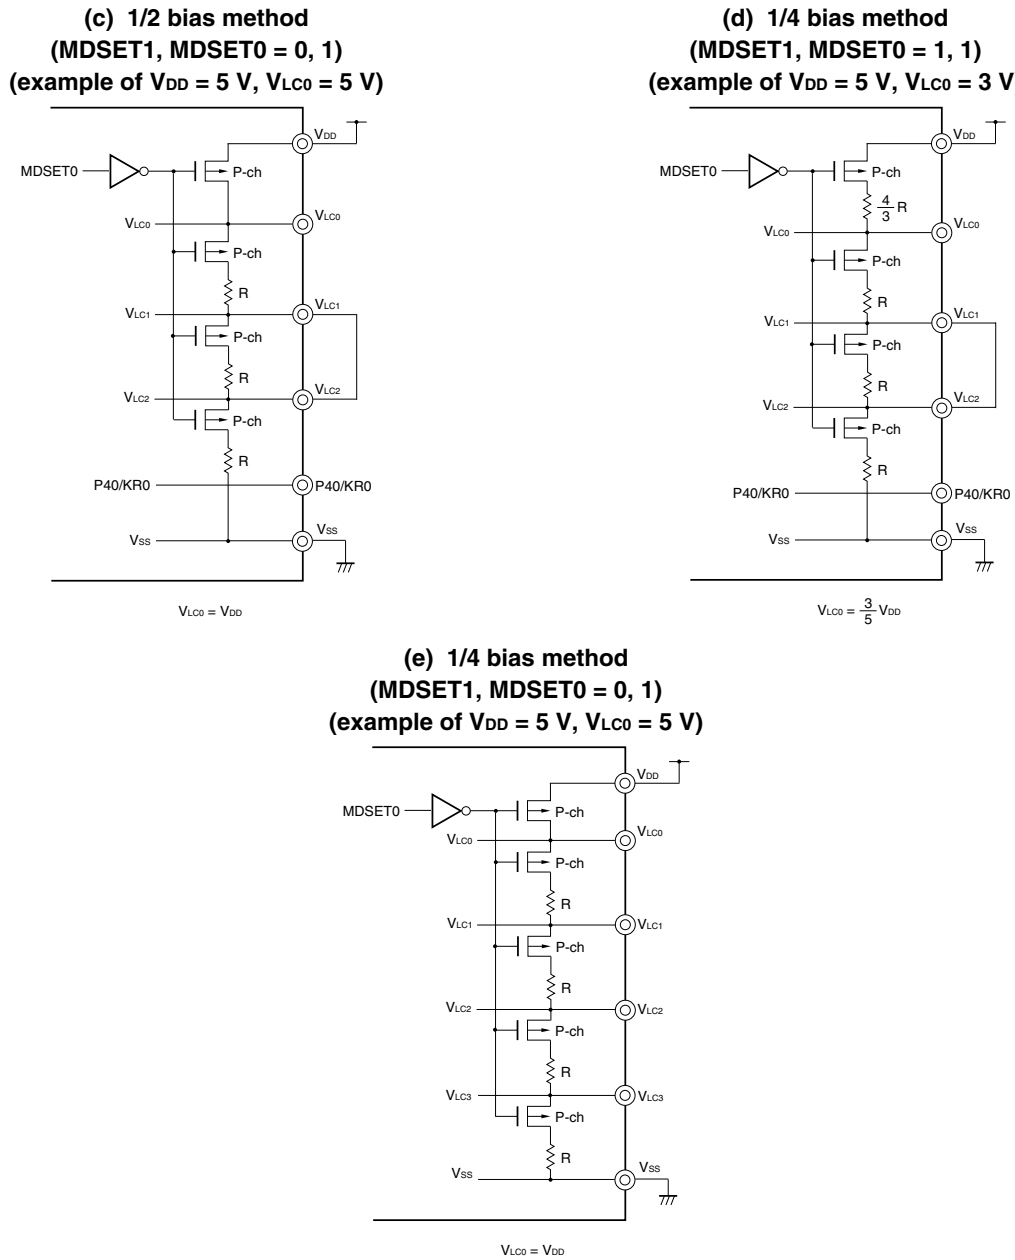 (c) 1/2 bias method
(MDSET1, MDSET0 = 0, 1)
(example of VDD = 5 V, VLC0 = 5 V)
VDD
MDSET0
P-ch
VLC0
VLC0
P-ch
R
VLC1
VLC1
P-ch
R
VLC2
VLC2
P-ch
R
P40/KR0
P40/KR0
VSS
VSS
VLC0 = VDD
(d) 1/4 bias method
(MDSET1, MDSET0 = 1, 1)
(example of VDD = 5 V, VLC0 = 3 V
VDD
MDSET0
P-ch
4/3 R
VLC0
VLC0
P-ch
R
VLC1
VLC1
P-ch
R
VLC2
VLC2
P-ch
R
P40/KR0
P40/KR0
VSS
VSS
VLC0 = 3/5 VDD
(e) 1/4 bias method
(MDSET1, MDSET0 = 0, 1)
(example of VDD = 5 V, VLC0 = 5 V)
VDD
MDSET0
P-ch
VLC0
VLC0
P-ch
R
VLC1
VLC1
P-ch
R
VLC2
VLC2
P-ch
R
VLC3
VLC3
P-ch
R
VSS
VSS
VLC0 = VDD